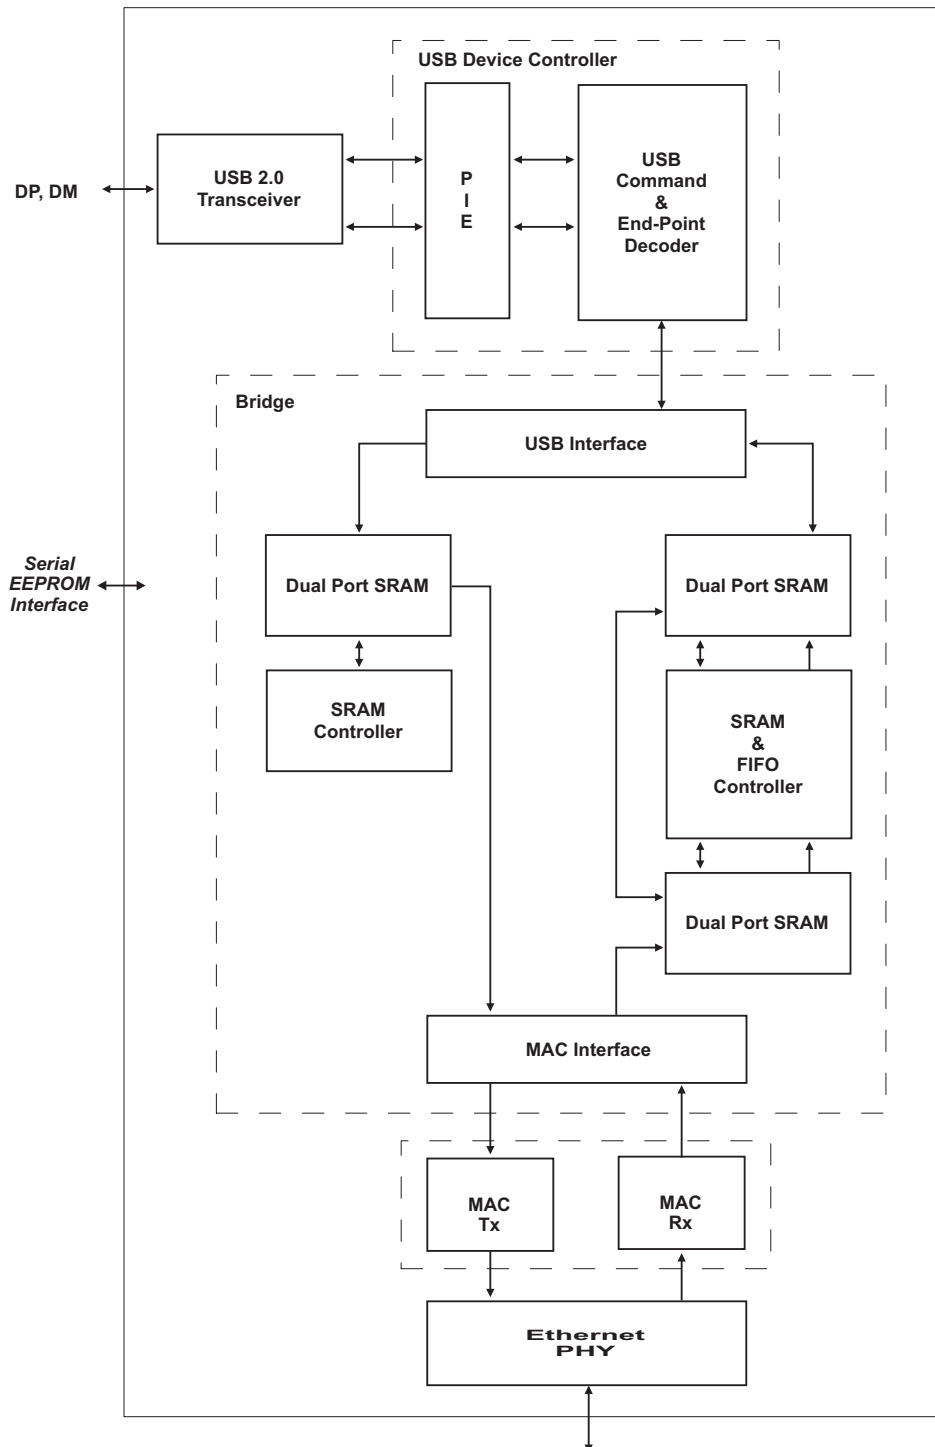 USB Device Controller
DP, DM
USB 2.0
Transceiver
P
I
E
USB
Command
&
End-Point
Decoder
Bridge
USB Interface
Serial
EEPROM
Interface
Dual Port SRAM
Dual Port SRAM
SRAM
Controller
SRAM
&
FIFO
Controller
Dual Port SRAM
MAC Interface
MAC
Tx
MAC
Rx
Ethernet
PHY